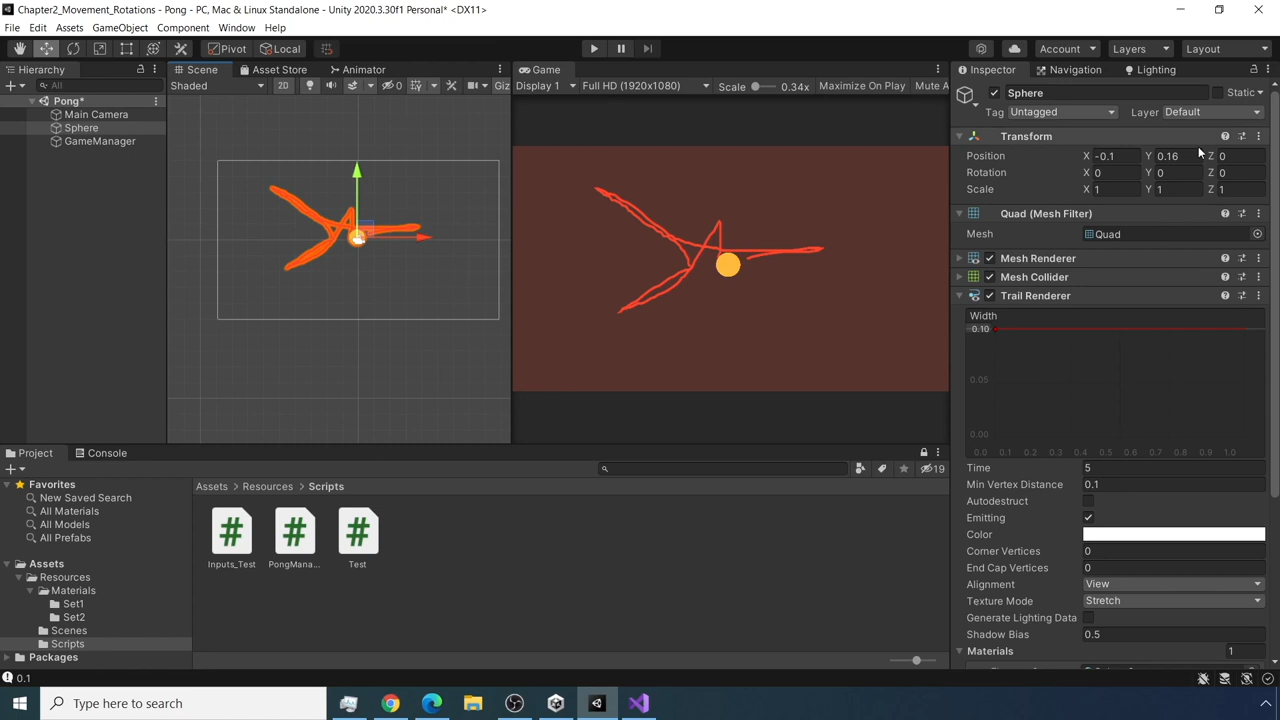 Chapter2_Movement_Rotations - Pong - PC, Mac & Linux Standalone - Unity 2020.3.30f1 Personal* <DX11>
File Edit Assets GameObject Component Window Help
Pivot Local Account Layers Layout
Hierarchy
All
Pong*
Main Camera
Sphere
GameManager
Scene Asset Store Animator
Shaded 2D 0 Giz
Game
Display 1 Full HD (1920x1080) Scale 0.34x Maximize On Play Mute A
Inspector Navigation Lighting
Sphere Static
Tag Untagged Layer Default
Transform
Position X -0.1 Y 0.16 Z 0
Rotation X 0 Y 0 Z 0
Scale X 1 Y 1 Z 1
Quad (Mesh Filter)
Mesh Quad
Mesh Renderer
Mesh Collider
Trail Renderer
Width
0.10
0.05
0.00
0.0 0.1 0.2 0.3 0.4 0.5 0.6 0.7 0.8 0.9 1.0
Time 5
Min Vertex Distance 0.1
Autodestruct
Emitting
Color
Corner Vertices 0
End Cap Vertices 0
Alignment View
Texture Mode Stretch
Generate Lighting Data
Shadow Bias 0.5
Materials 1
Project Console
19
Favorites
New Saved Search
All Materials
All Models
All Prefabs
Assets
Resources
Materials
Set1
Set2
Scenes
Scripts
Packages
Assets Resources Scripts
Inputs_Test PongMana... Test
0.1
Type here to search